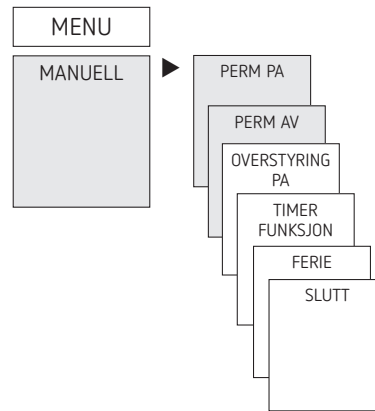 MENU
MANUELL
PERM PA
PERM AV
OVERSTYRING
PA
TIMER
FUNKSJON
FERIE
SLUTT